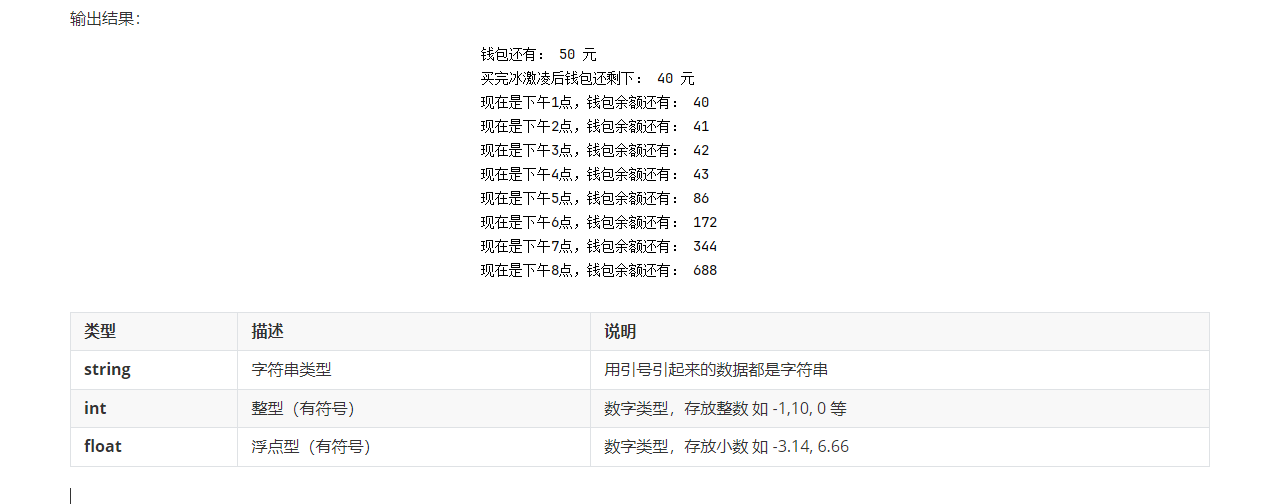 输出结果：
钱包还有： 50 元
买完冰激凌后钱包还剩下： 40 元
现在是下午1点，钱包余额还有： 40
现在是下午2点，钱包余额还有： 41
现在是下午3点，钱包余额还有： 42
现在是下午4点，钱包余额还有： 43
现在是下午5点，钱包余额还有： 86
现在是下午6点，钱包余额还有： 172
现在是下午7点，钱包余额还有： 344
现在是下午8点，钱包余额还有： 688
类型 描述 说明
string 字符串类型 用引号引起来的数据都是字符串
int 整型（有符号） 数字类型，存放整数 如 -1,10, 0 等
float 浮点型（有符号） 数字类型，存放小数 如 -3.14, 6.66